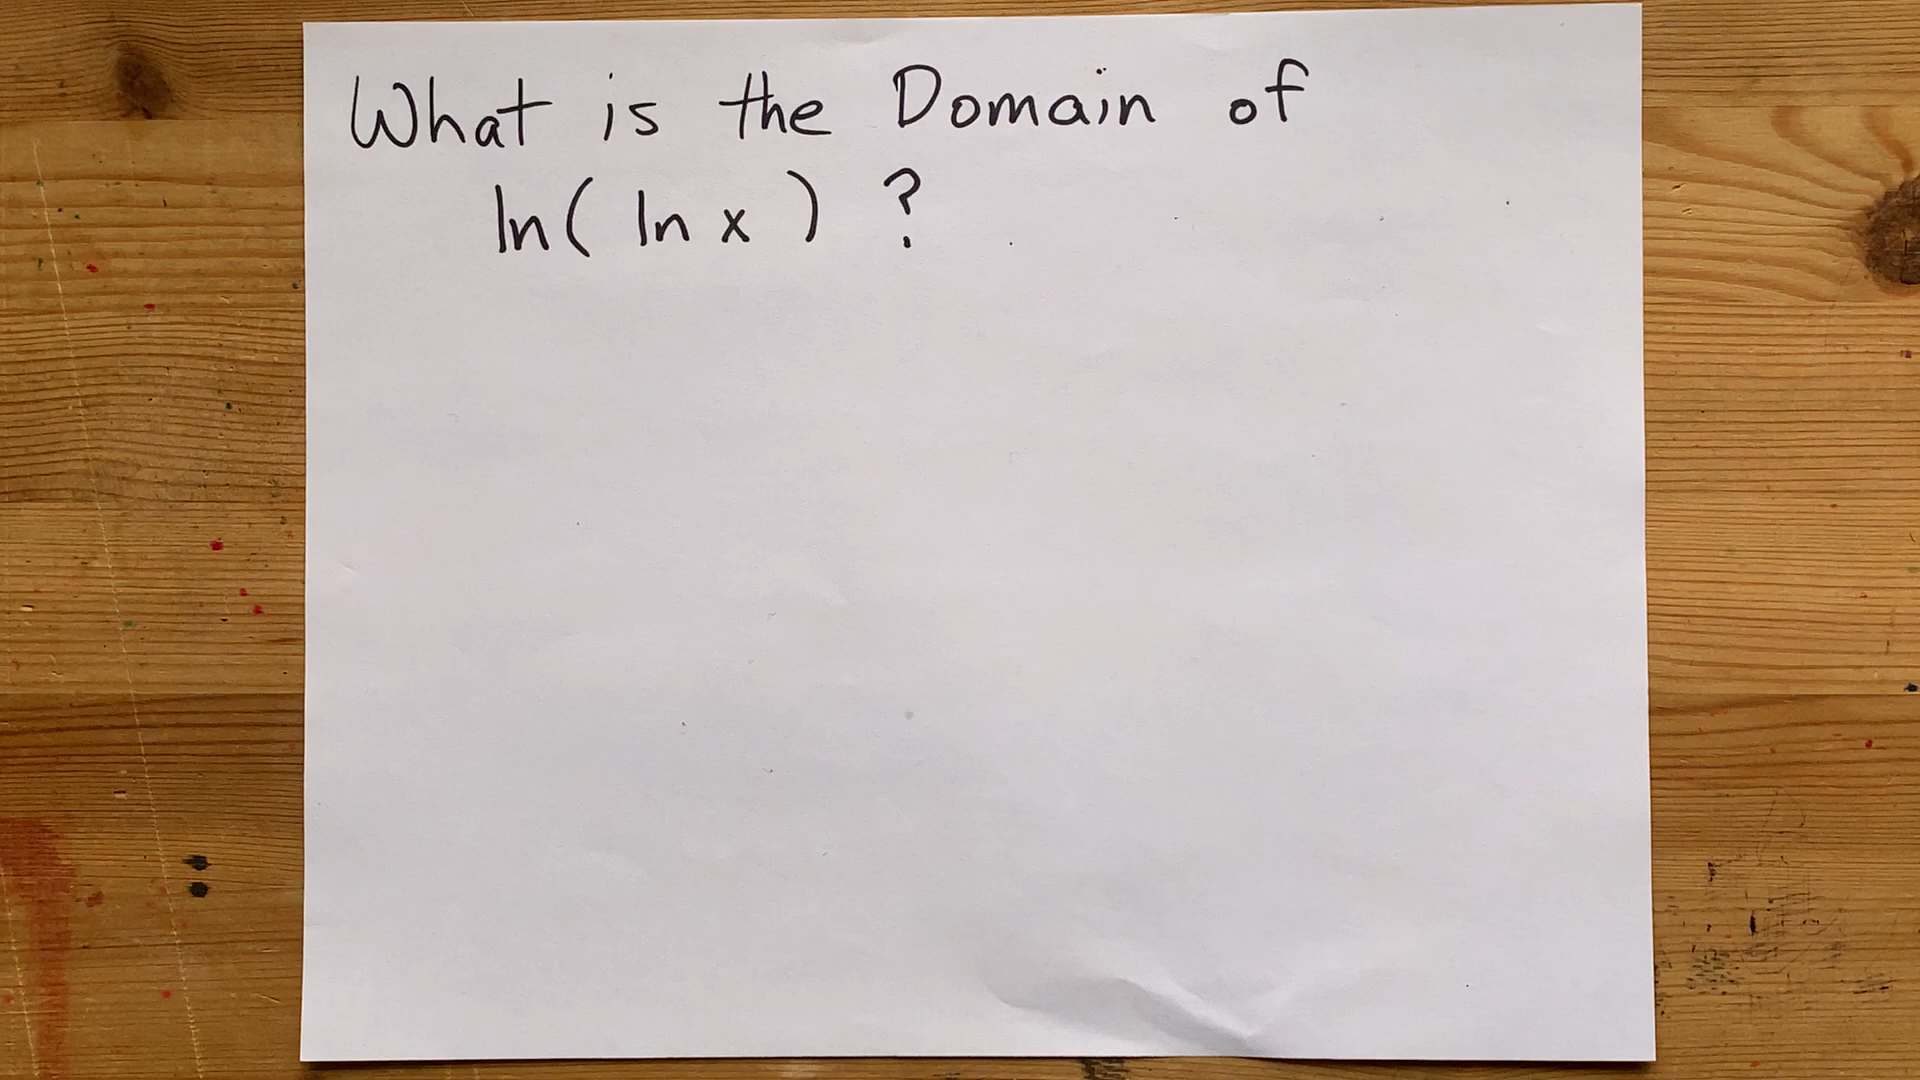 What is the Domain of
ln( ln x ) ?